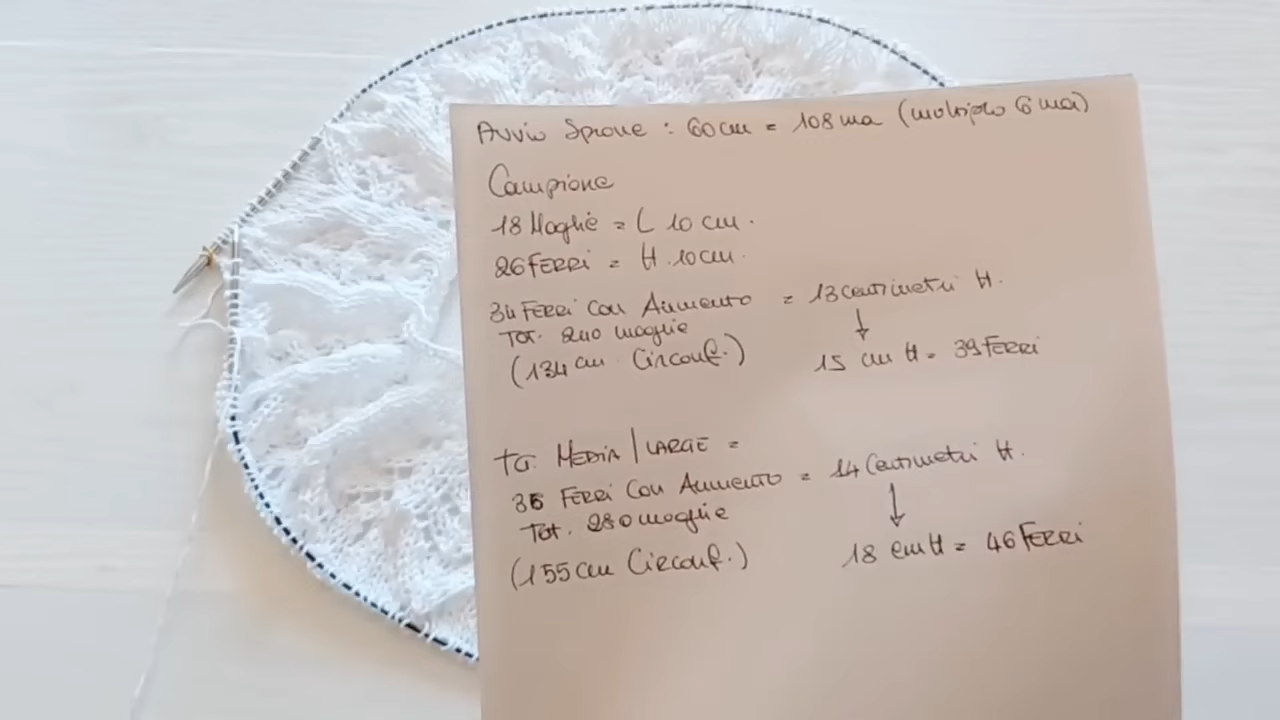 Avvio Sprone : 60 cm = 108 ma (multiplo 6 ma)
Campione
18 Maglie = L 10 cm.
26 FERRI = H. 10 cm.
34 FERRI Con Aumento = 13 centimetri H.
TOT. 240 maglie
(134 cm Circonf.) 15 cm H = 39 FERRI
TG. MEDIA / LARGE =
36 FERRI Con Aumento = 14 Centimetri H.
TOT. 280 maglie
(155 cm Circonf.) 18 cm H = 46 FERRI